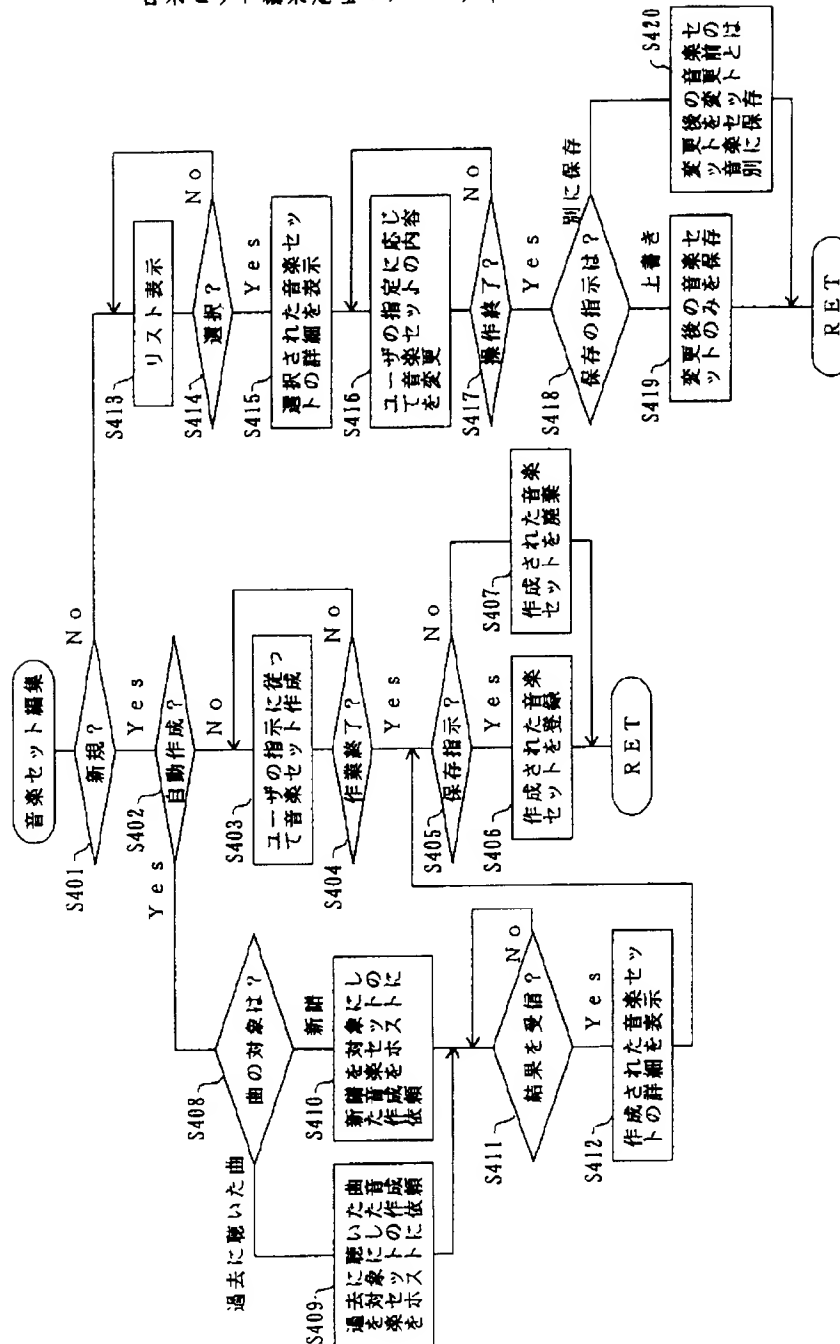 音楽セット編集
S401
新規？
No
Yes
S402
自動作成？
Yes
No
S403
ユーザの指示に従っ
て音楽セット作成
S404
作業終了？
No
Yes
S405
保存指示？
No
Yes
S406
作成された音楽
セットを登録
S407
作成された音楽
セットを廃棄
RET
S408
曲の対象は？
過去に聴いた曲
新譜
S409
過去に聴いた曲
を対象にした音
楽セットの作成
をホストに依頼
S410
新譜を対象にし
た音楽セットの
作成をホストに
依頼
S411
結果を受信？
No
Yes
S412
作成された音楽セッ
トの詳細を表示
S413
リスト表示
S414
選択？
No
Yes
S415
選択された音楽セッ
トの詳細を表示
S416
ユーザの指定に応じ
て音楽セットの内容
を変更
S417
操作終了？
No
Yes
S418
保存の指示は？
別に保存
上書き
S419
変更後の音楽セ
ットのみを保存
S420
変更後の音楽セ
ットを変更前の
音楽セットとは
別に保存
RET